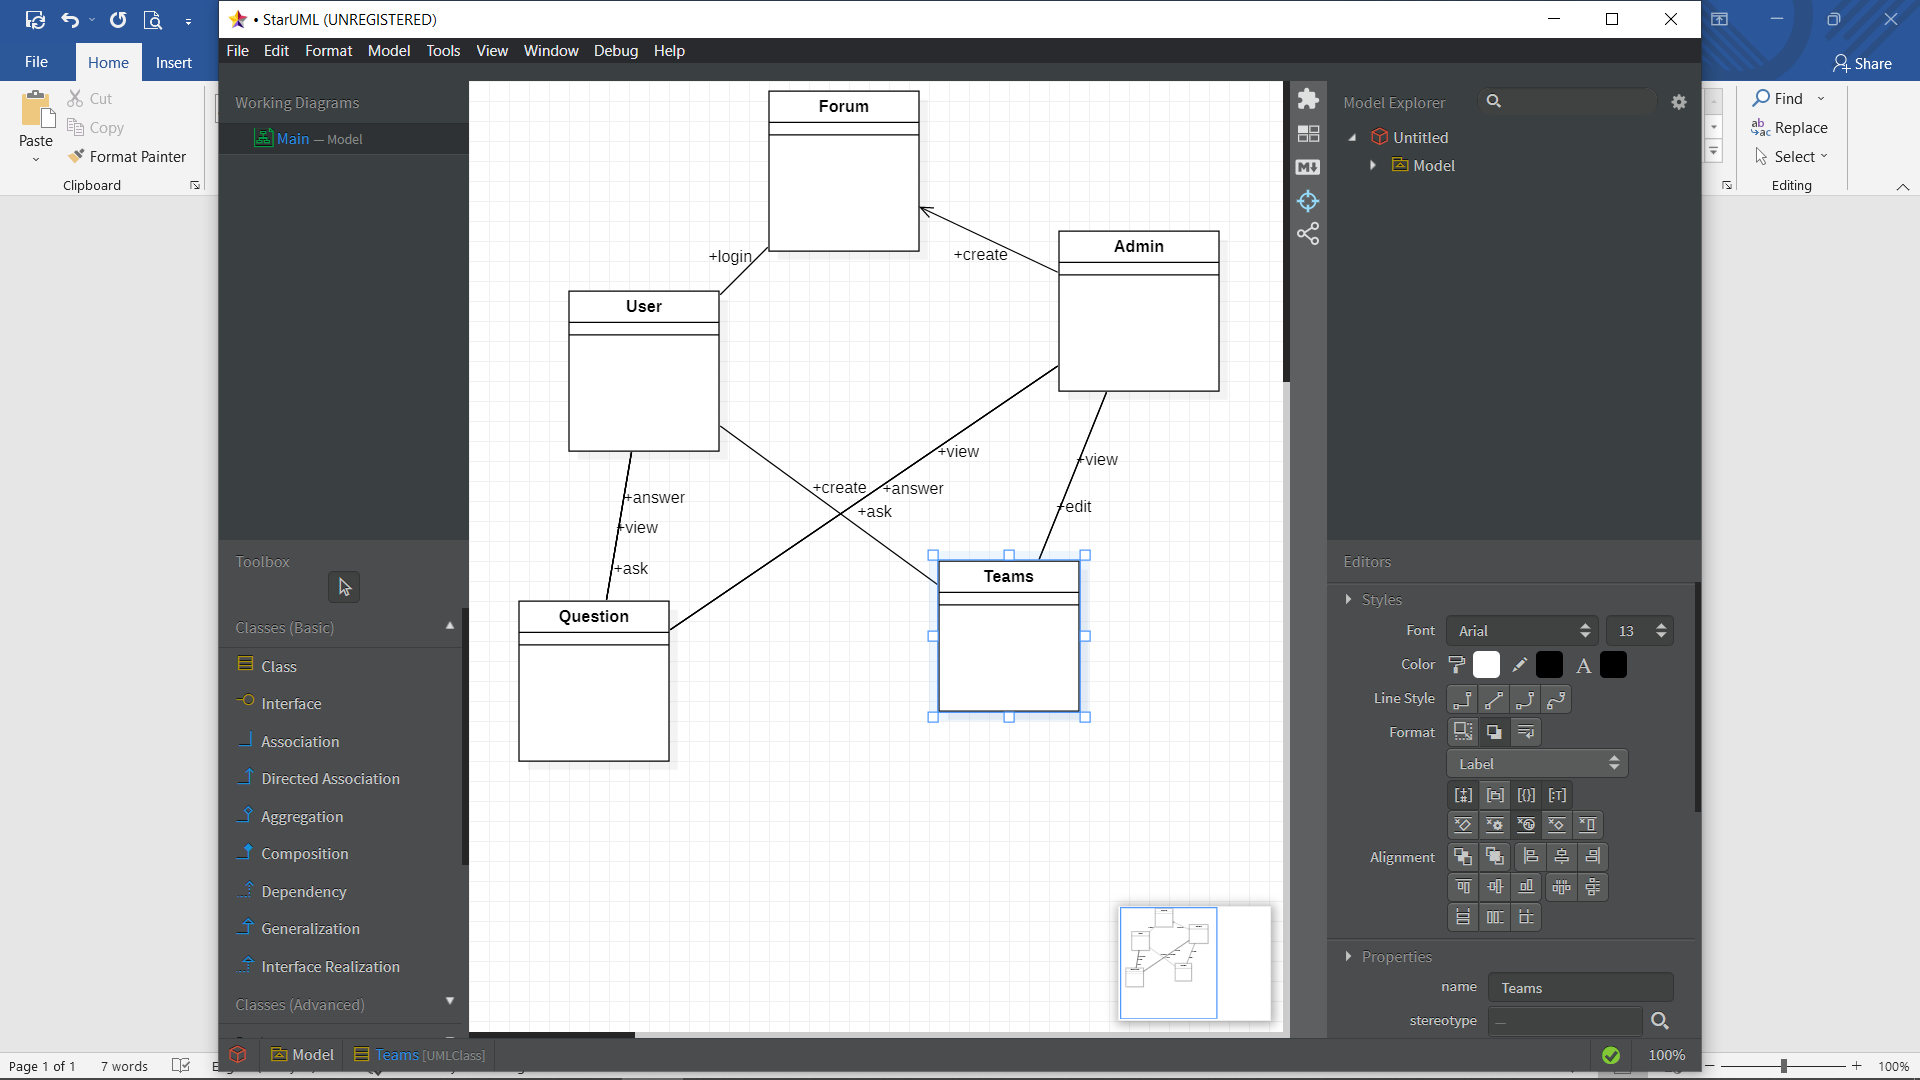 • StarUML (UNREGISTERED)
File Edit Format Model Tools View Window Debug Help
File Home Insert
Share
Cut
Copy
Paste
Format Painter
Clipboard
Find
Replace
Select
Editing
Working Diagrams
Main — Model
Toolbox
Classes (Basic)
Class
Interface
Association
Directed Association
Aggregation
Composition
Dependency
Generalization
Interface Realization
Classes (Advanced)
Forum
+login
+create
Admin
User
+view
+view
+create
+answer
+ask
+edit
+answer
+view
+ask
Teams
Question
Model Explorer
Untitled
Model
Editors
Styles
Font Arial 13
Color A
Line Style
Format
Label
Alignment
Properties
name Teams
stereotype —
Model Teams [UMLClass]
100%
Page 1 of 1 7 words
100%